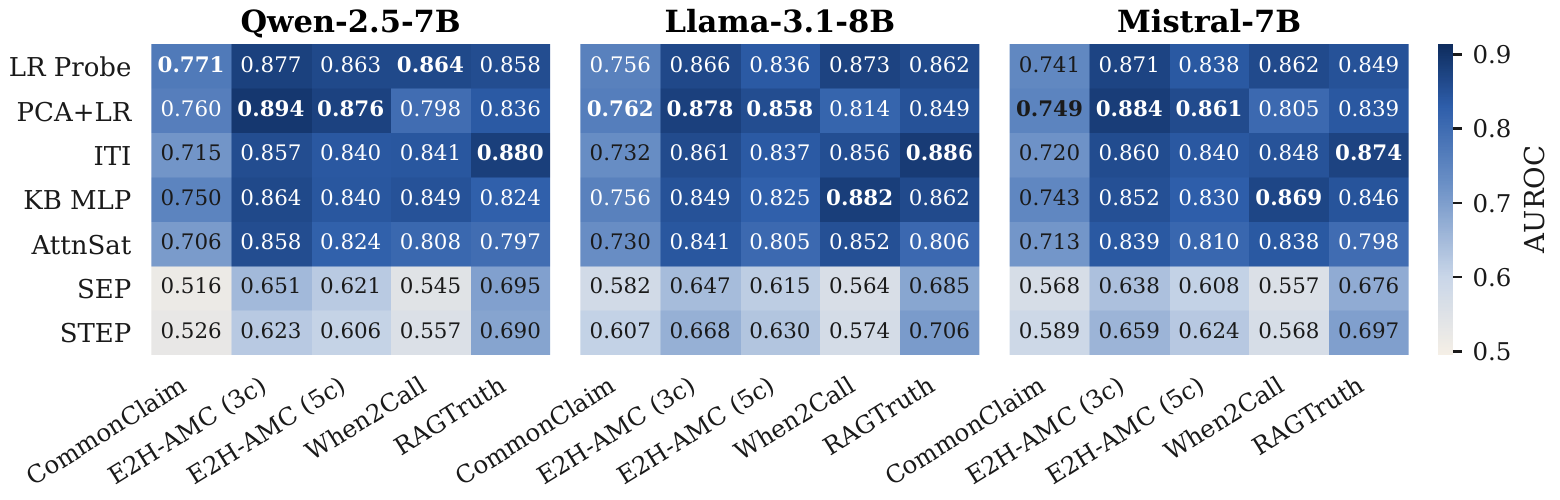 Qwen-2.5-7B Llama-3.1-8B Mistral-7B
LR Probe 0.771 0.877 0.863 0.864 0.858 0.756 0.866 0.836 0.873 0.862 0.741 0.871 0.838 0.862 0.849 0.9
PCA+LR 0.760 0.894 0.876 0.798 0.836 0.762 0.878 0.858 0.814 0.849 0.749 0.884 0.861 0.805 0.839 0.8
ITI 0.715 0.857 0.840 0.841 0.880 0.732 0.861 0.837 0.856 0.886 0.720 0.860 0.840 0.848 0.874
KB MLP 0.750 0.864 0.840 0.849 0.824 0.756 0.849 0.825 0.882 0.862 0.743 0.852 0.830 0.869 0.846 0.7
AttnSat 0.706 0.858 0.824 0.808 0.797 0.730 0.841 0.805 0.852 0.806 0.713 0.839 0.810 0.838 0.798
SEP 0.516 0.651 0.621 0.545 0.695 0.582 0.647 0.615 0.564 0.685 0.568 0.638 0.608 0.557 0.676 0.6
STEP 0.526 0.623 0.606 0.557 0.690 0.607 0.668 0.630 0.574 0.706 0.589 0.659 0.624 0.568 0.697 0.5
AUROC
CommonClaim E2H-AMC (3c) E2H-AMC (5c) When2Call RAGTruth CommonClaim E2H-AMC (3c) E2H-AMC (5c) When2Call RAGTruth CommonClaim E2H-AMC (3c) E2H-AMC (5c) When2Call RAGTruth